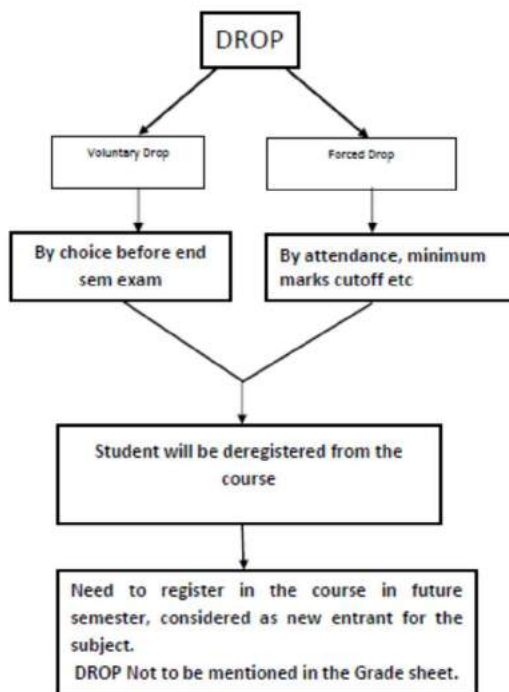 DROP
Voluntary Drop
Forced Drop
By choice before end
sem exam
By attendance, minimum
marks cutoff etc
Student will be deregistered from the
course
Need to register in the course in future
semester, considered as new entrant for the
subject.
DROP Not to be mentioned in the Grade sheet.